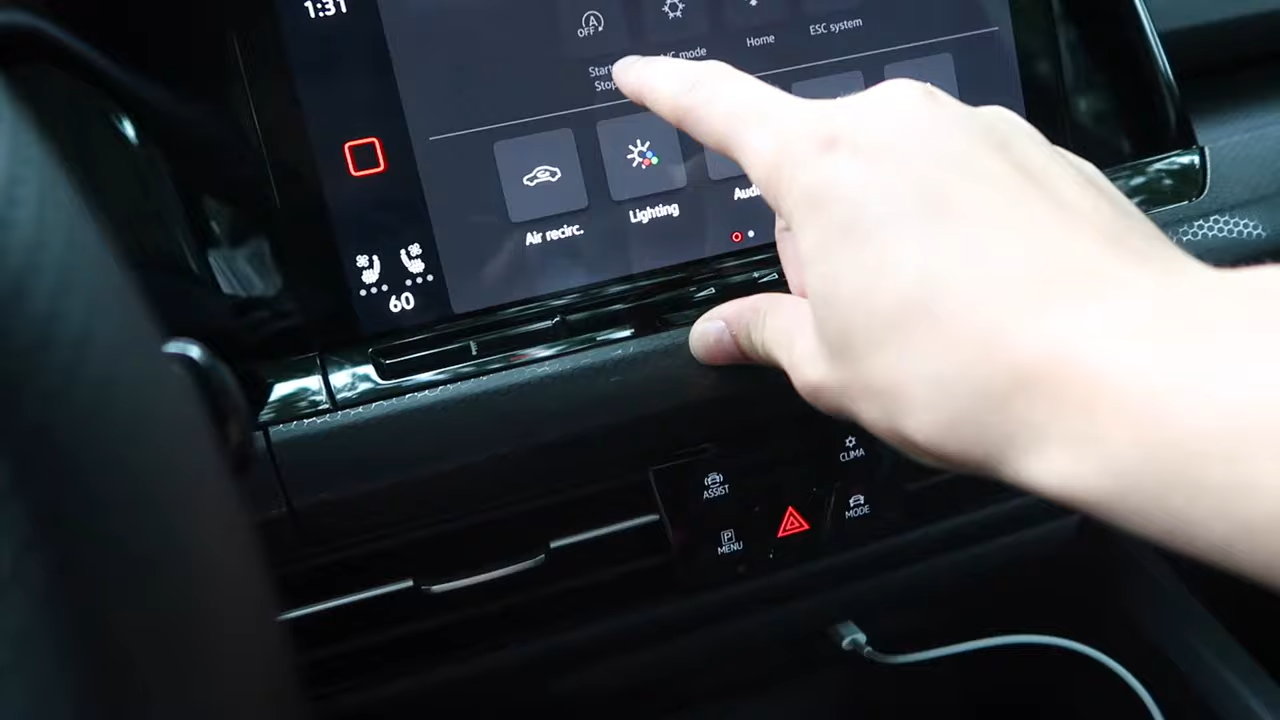 1:31
A
OFF
ESC system
Home
A/C mode
Start
Stop
Air recirc.
Lighting
60
CLIMA
ASSIST
MODE
P
MENU